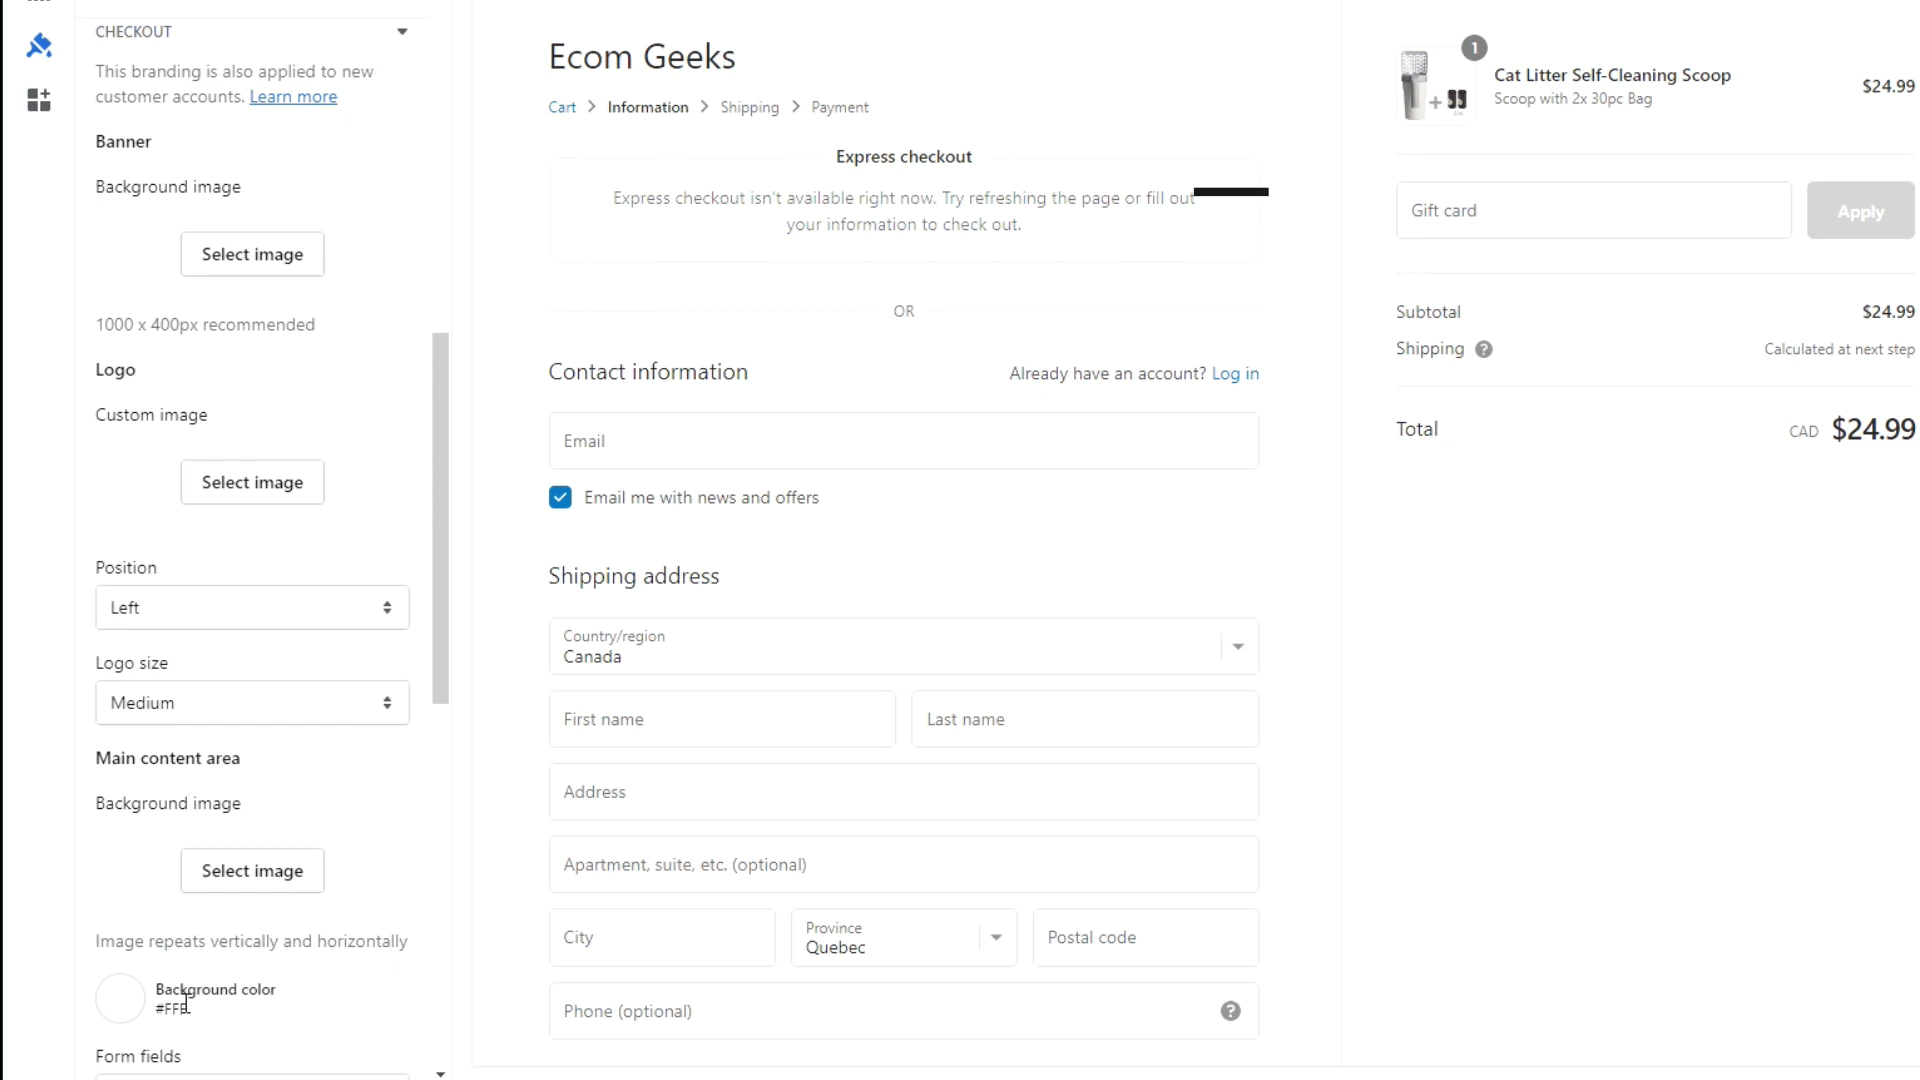 CHECKOUT
This branding is also applied to new
customer accounts. Learn more
Banner
Background image
Select image
1000 x 400px recommended
Logo
Custom image
Select image
Position
Left
Logo size
Medium
Main content area
Background image
Select image
Image repeats vertically and horizontally
Background color
#FFF
Form fields
Ecom Geeks
Cart > Information > Shipping > Payment
Express checkout
Express checkout isn't available right now. Try refreshing the page or fill out
your information to check out.
OR
Contact information
Already have an account? Log in
Email
Email me with news and offers
Shipping address
Country/region
Canada
First name
Last name
Address
Apartment, suite, etc. (optional)
City
Province
Quebec
Postal code
Phone (optional)
?
1
Cat Litter Self-Cleaning Scoop
$24.99
Scoop with 2x 30pc Bag
Gift card
Apply
Subtotal
$24.99
Shipping ?
Calculated at next step
Total
CAD $24.99